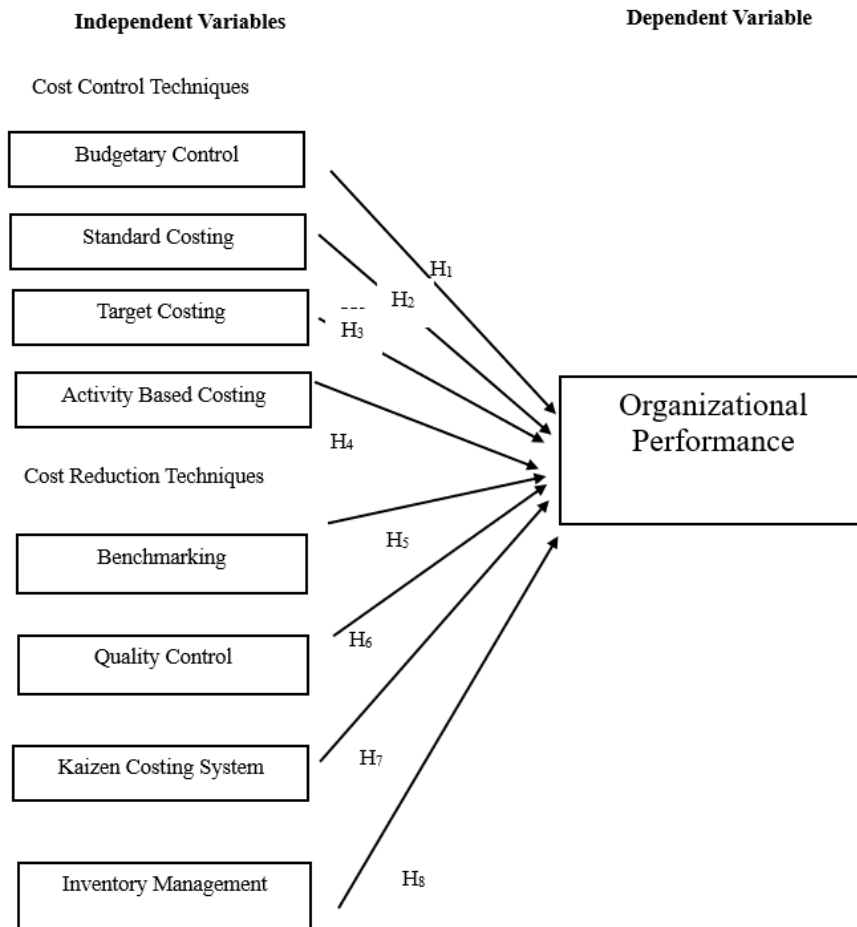 Independent Variables
Dependent Variable
Cost Control Techniques
Budgetary Control
Standard Costing
Target Costing
Activity Based Costing
Cost Reduction Techniques
Benchmarking
Quality Control
Kaizen Costing System
Inventory Management
H₁
H₂
H₃
H₄
H₅
H₆
H₇
H₈
Organizational
Performance